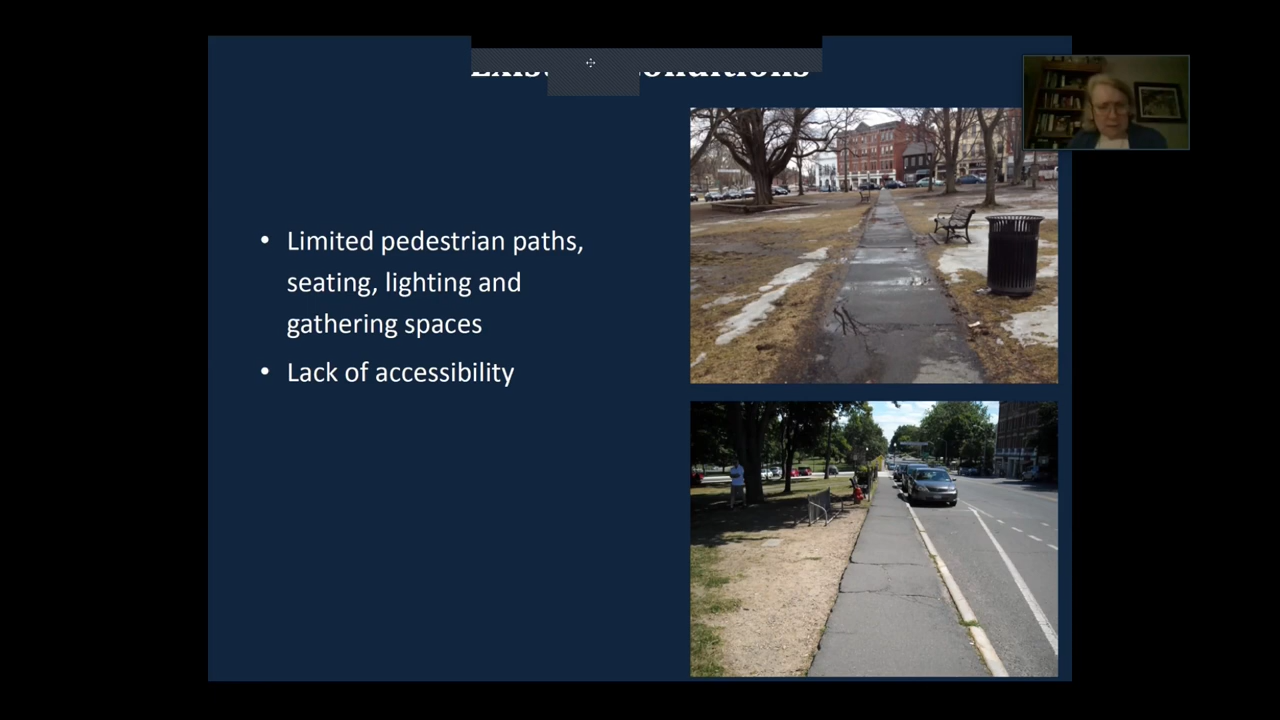 • Limited pedestrian paths,
seating, lighting and
gathering spaces
• Lack of accessibility